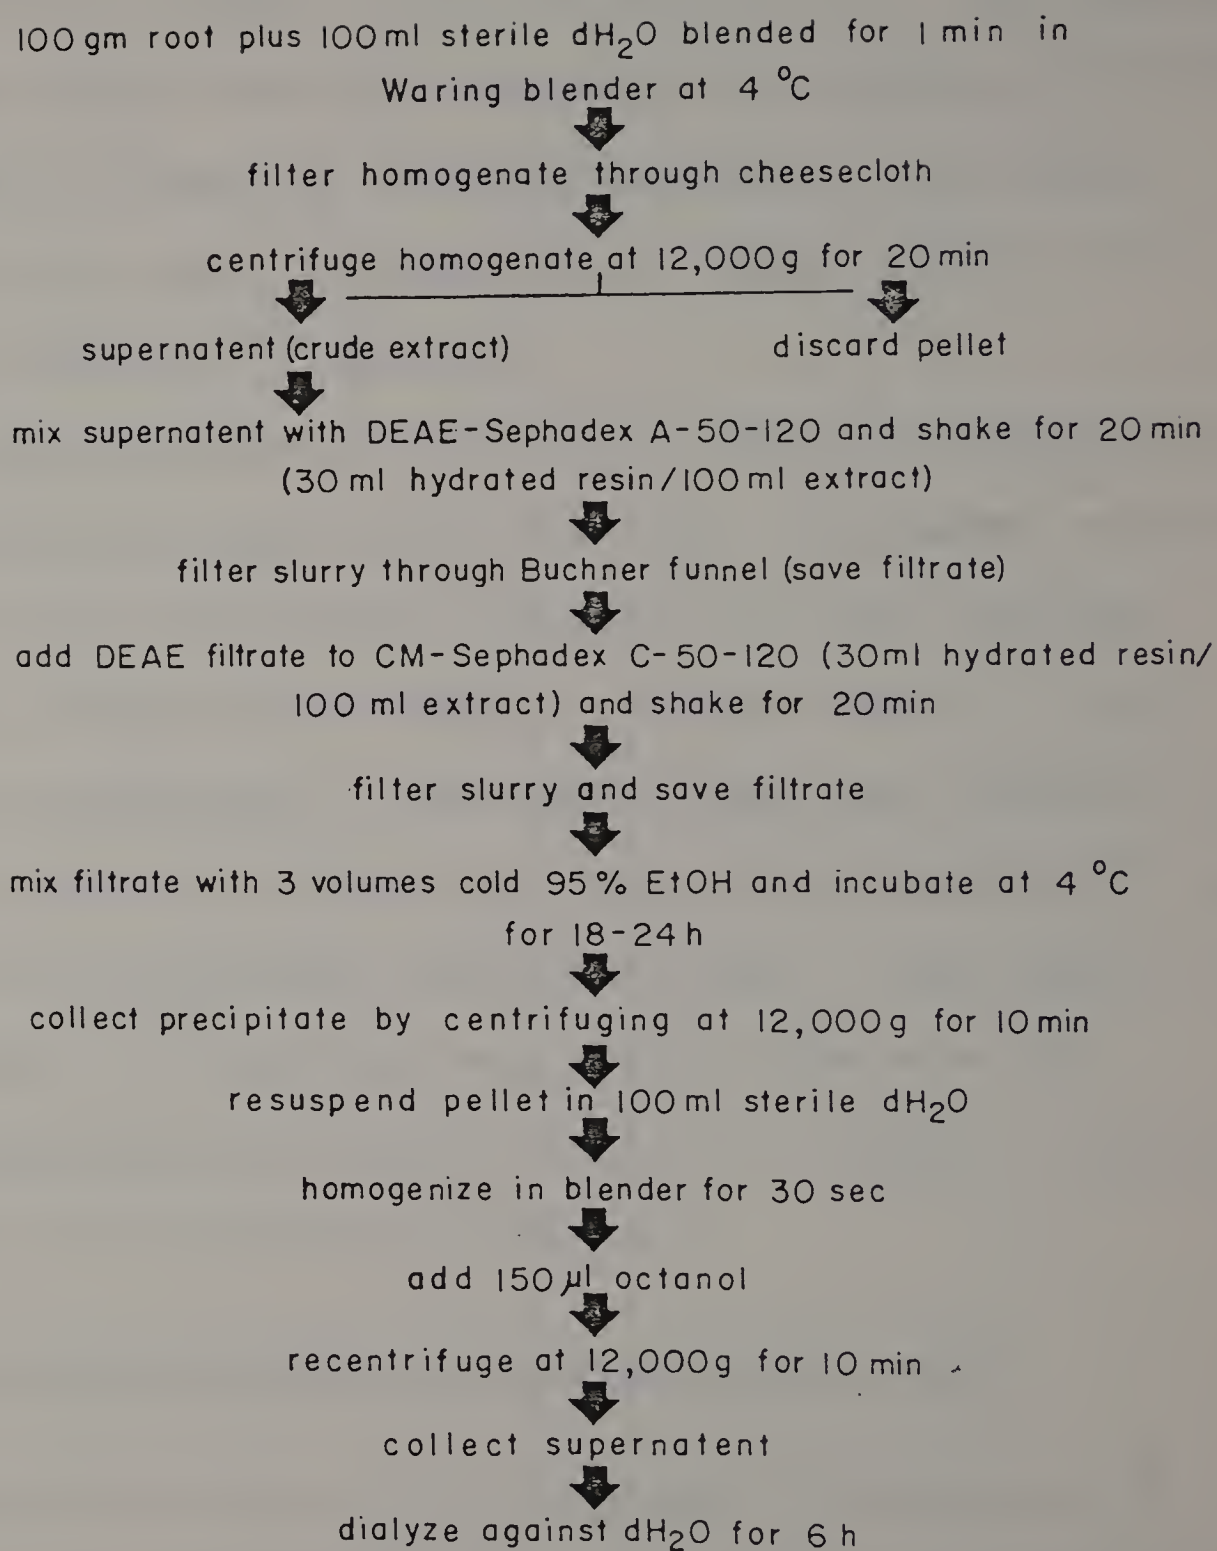 100 gm root plus 100 ml sterile dH₂O blended for 1 min in
Waring blender at 4 °C
filter homogenate through cheesecloth
centrifuge homogenate at 12,000g for 20 min
supernatent (crude extract)
discard pellet
mix supernatent with DEAE-Sephadex A-50-120 and shake for 20 min
(30 ml hydrated resin/100 ml extract)
filter slurry through Buchner funnel (save filtrate)
add DEAE filtrate to CM-Sephadex C-50-120 (30ml hydrated resin/
100 ml extract) and shake for 20 min
filter slurry and save filtrate
mix filtrate with 3 volumes cold 95% EtOH and incubate at 4 °C
for 18-24 h
collect precipitate by centrifuging at 12,000g for 10 min
resuspend pellet in 100 ml sterile dH₂O
homogenize in blender for 30 sec
add 150 µl octanol
recentrifuge at 12,000g for 10 min
collect supernatent
dialyze against dH₂O for 6 h